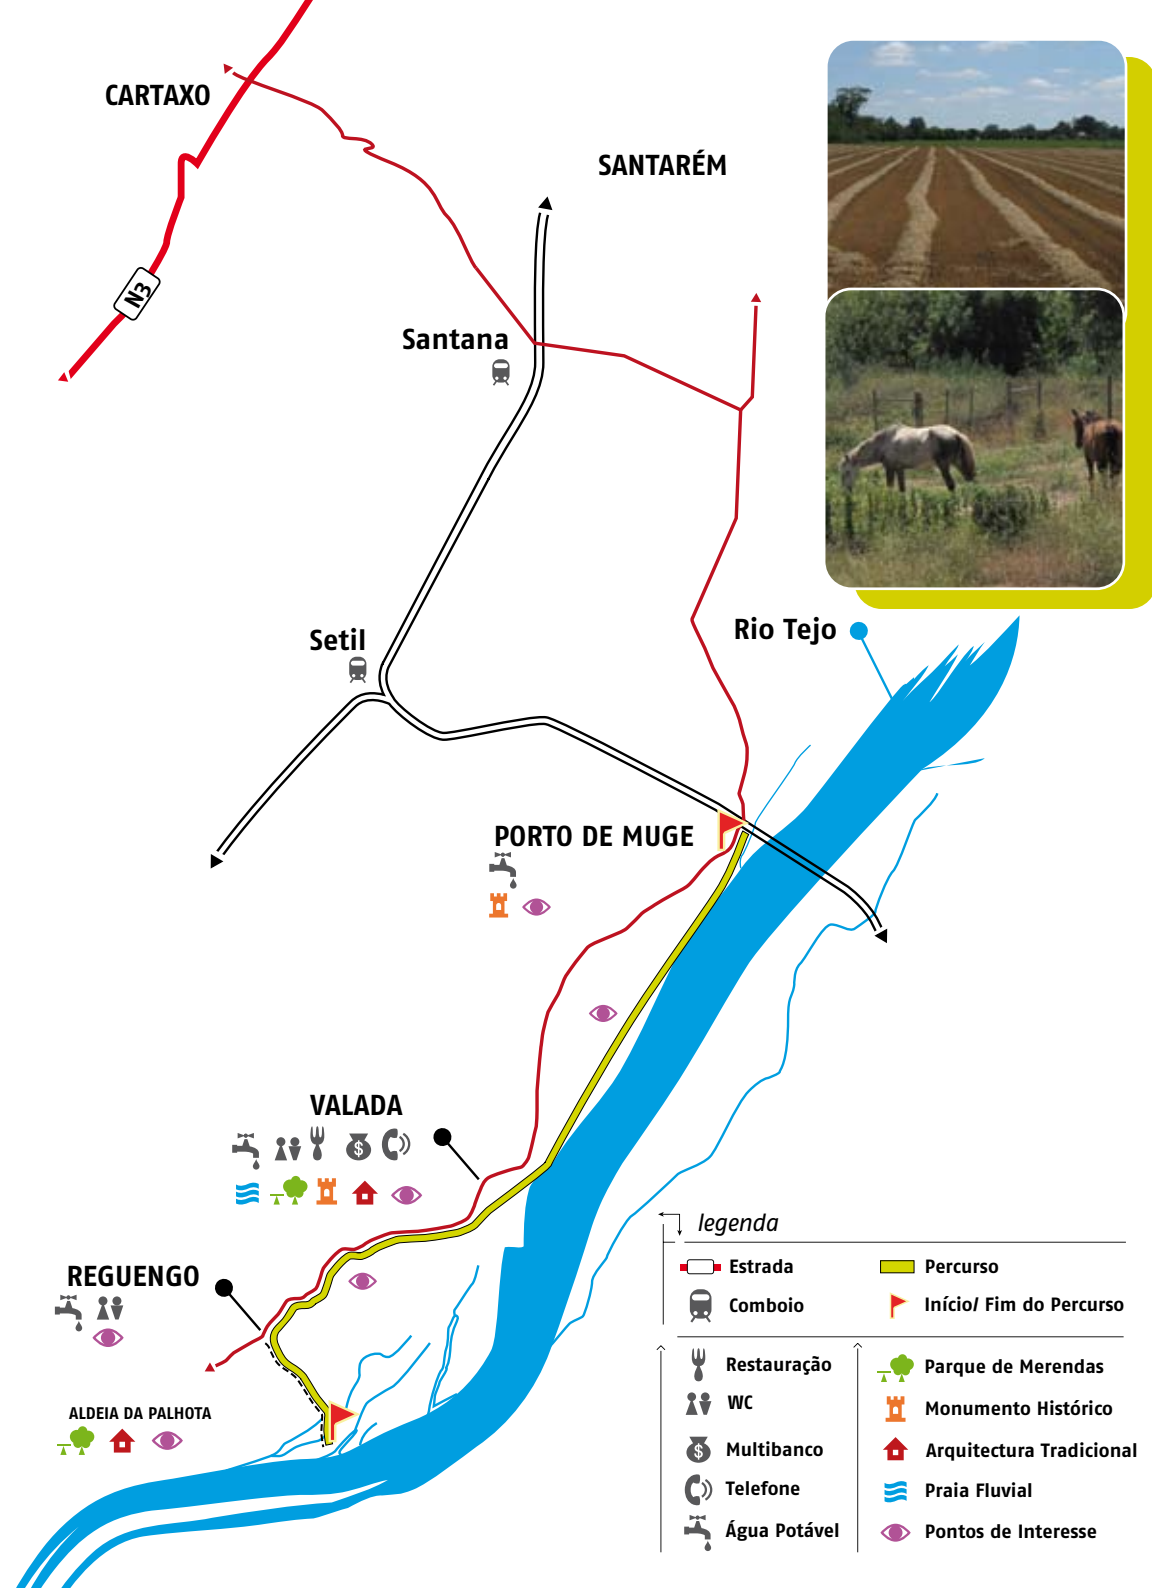 CARTAXO
SANTARÉM
N3
Santana
Setil
Rio Tejo
PORTO DE MUGE
VALADA
REGUENGO
ALDEIA DA PALHOTA
legenda
Estrada
Percurso
Comboio
Início/ Fim do Percurso
Restauração
Parque de Merendas
WC
Monumento Histórico
Multibanco
Arquitectura Tradicional
Telefone
Praia Fluvial
Água Potável
Pontos de Interesse